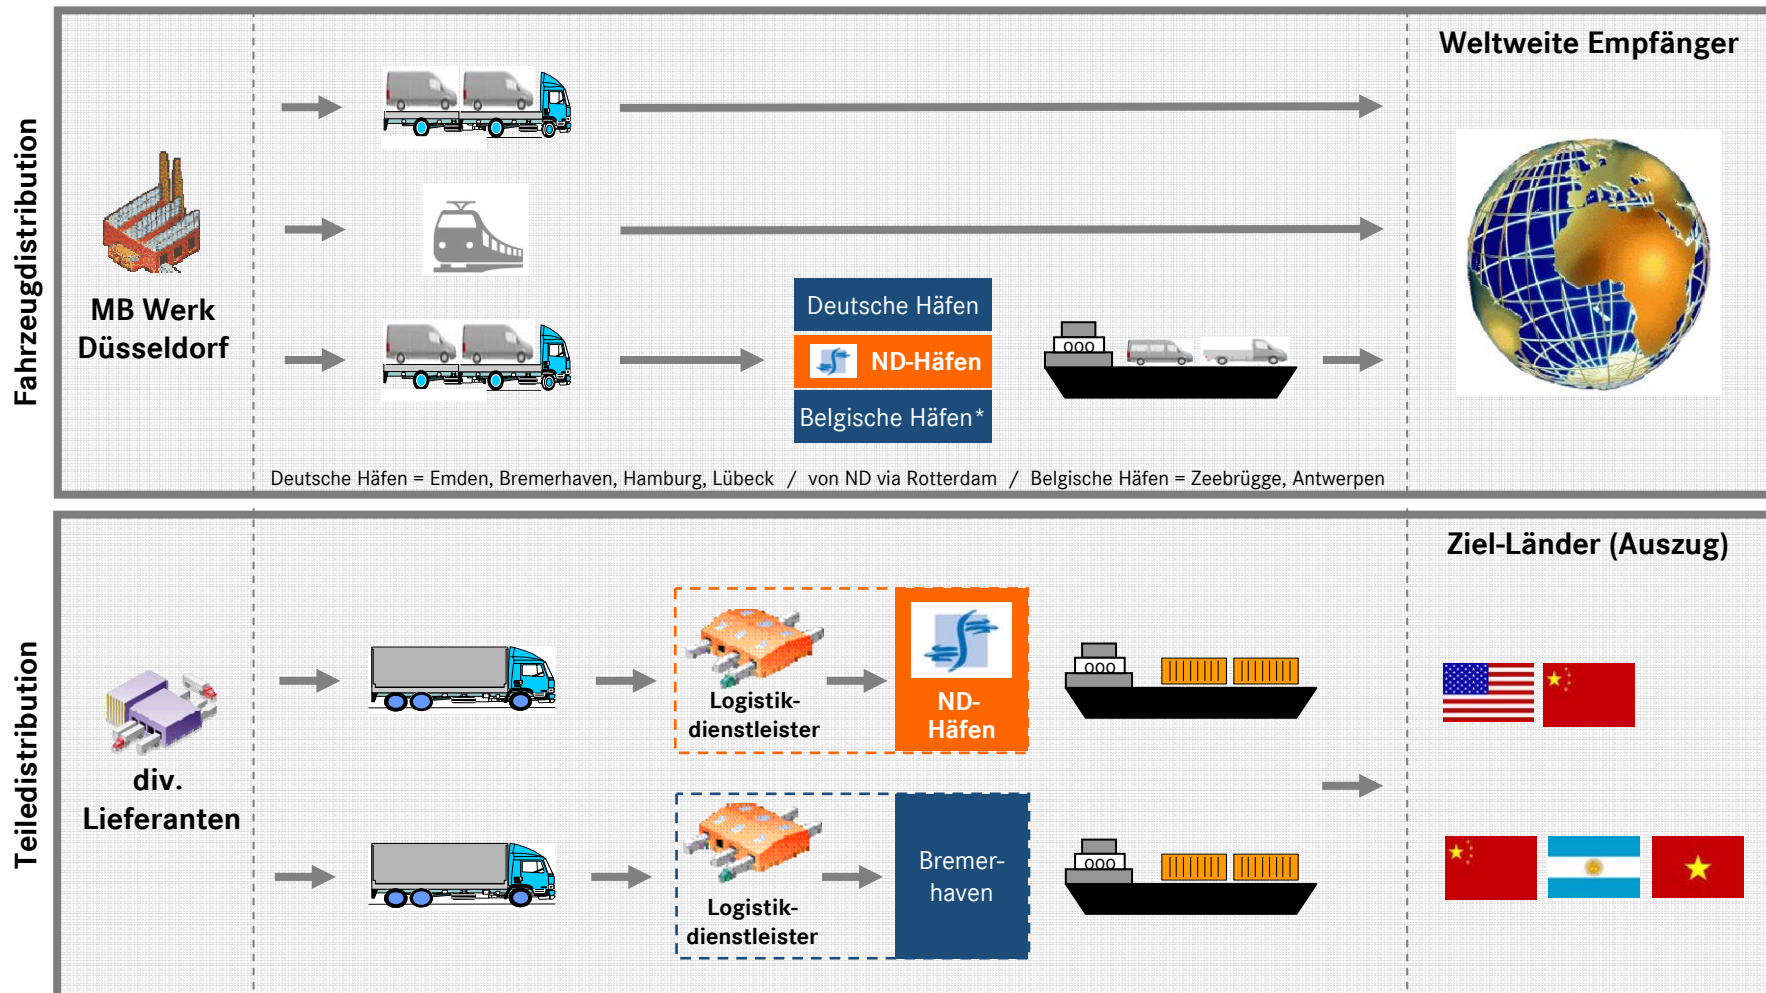 Fahrzeugdistribution
Weltweite Empfänger
MB Werk
Düsseldorf
Deutsche Häfen
ND-Häfen
Belgische Häfen*
Deutsche Häfen = Emden, Bremerhaven, Hamburg, Lübeck / von ND via Rotterdam / Belgische Häfen = Zeebrügge, Antwerpen
Teiledistribution
Ziel-Länder (Auszug)
div.
Lieferanten
Logistik-
dienstleister
ND-
Häfen
Logistik-
dienstleister
Bremer-
haven